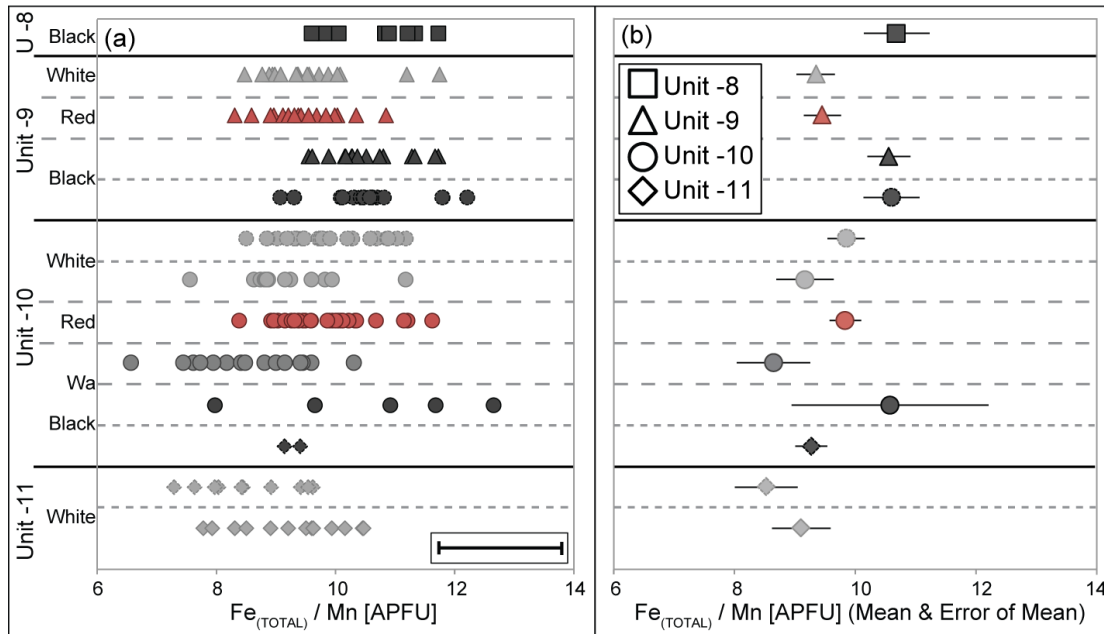 (a)
U -8
Black
White
Red
Unit -9
Black
White
Red
Unit -10
Wa
Black
White
Unit -11
6 8 10 12 14
Fe(TOTAL) / Mn [APFU]
(b)
Unit -8
Unit -9
Unit -10
Unit -11
6 8 10 12 14
Fe(TOTAL) / Mn [APFU] (Mean & Error of Mean)